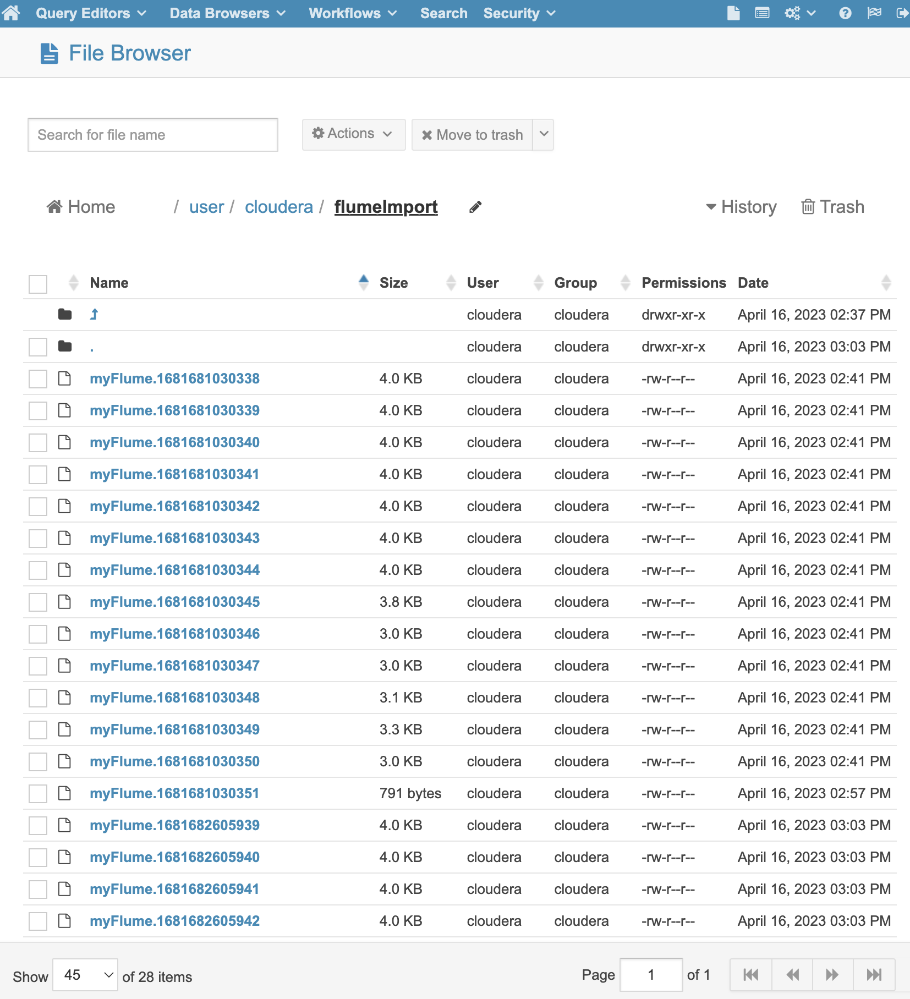 Query Editors Data Browsers Workflows Search Security
File Browser
Search for file name Actions Move to trash
Home / user / cloudera / flumeImport History Trash
Name Size User Group Permissions Date
cloudera cloudera drwxr-xr-x April 16, 2023 02:37 PM
. cloudera cloudera drwxr-xr-x April 16, 2023 03:03 PM
myFlume.1681681030338 4.0 KB cloudera cloudera -rw-r--r-- April 16, 2023 02:41 PM
myFlume.1681681030339 4.0 KB cloudera cloudera -rw-r--r-- April 16, 2023 02:41 PM
myFlume.1681681030340 4.0 KB cloudera cloudera -rw-r--r-- April 16, 2023 02:41 PM
myFlume.1681681030341 4.0 KB cloudera cloudera -rw-r--r-- April 16, 2023 02:41 PM
myFlume.1681681030342 4.0 KB cloudera cloudera -rw-r--r-- April 16, 2023 02:41 PM
myFlume.1681681030343 4.0 KB cloudera cloudera -rw-r--r-- April 16, 2023 02:41 PM
myFlume.1681681030344 4.0 KB cloudera cloudera -rw-r--r-- April 16, 2023 02:41 PM
myFlume.1681681030345 3.8 KB cloudera cloudera -rw-r--r-- April 16, 2023 02:41 PM
myFlume.1681681030346 3.0 KB cloudera cloudera -rw-r--r-- April 16, 2023 02:41 PM
myFlume.1681681030347 3.0 KB cloudera cloudera -rw-r--r-- April 16, 2023 02:41 PM
myFlume.1681681030348 3.1 KB cloudera cloudera -rw-r--r-- April 16, 2023 02:41 PM
myFlume.1681681030349 3.3 KB cloudera cloudera -rw-r--r-- April 16, 2023 02:41 PM
myFlume.1681681030350 3.0 KB cloudera cloudera -rw-r--r-- April 16, 2023 02:41 PM
myFlume.1681681030351 791 bytes cloudera cloudera -rw-r--r-- April 16, 2023 02:57 PM
myFlume.1681682605939 4.0 KB cloudera cloudera -rw-r--r-- April 16, 2023 03:03 PM
myFlume.1681682605940 4.0 KB cloudera cloudera -rw-r--r-- April 16, 2023 03:03 PM
myFlume.1681682605941 4.0 KB cloudera cloudera -rw-r--r-- April 16, 2023 03:03 PM
myFlume.1681682605942 4.0 KB cloudera cloudera -rw-r--r-- April 16, 2023 03:03 PM
Show 45 of 28 items Page 1 of 1